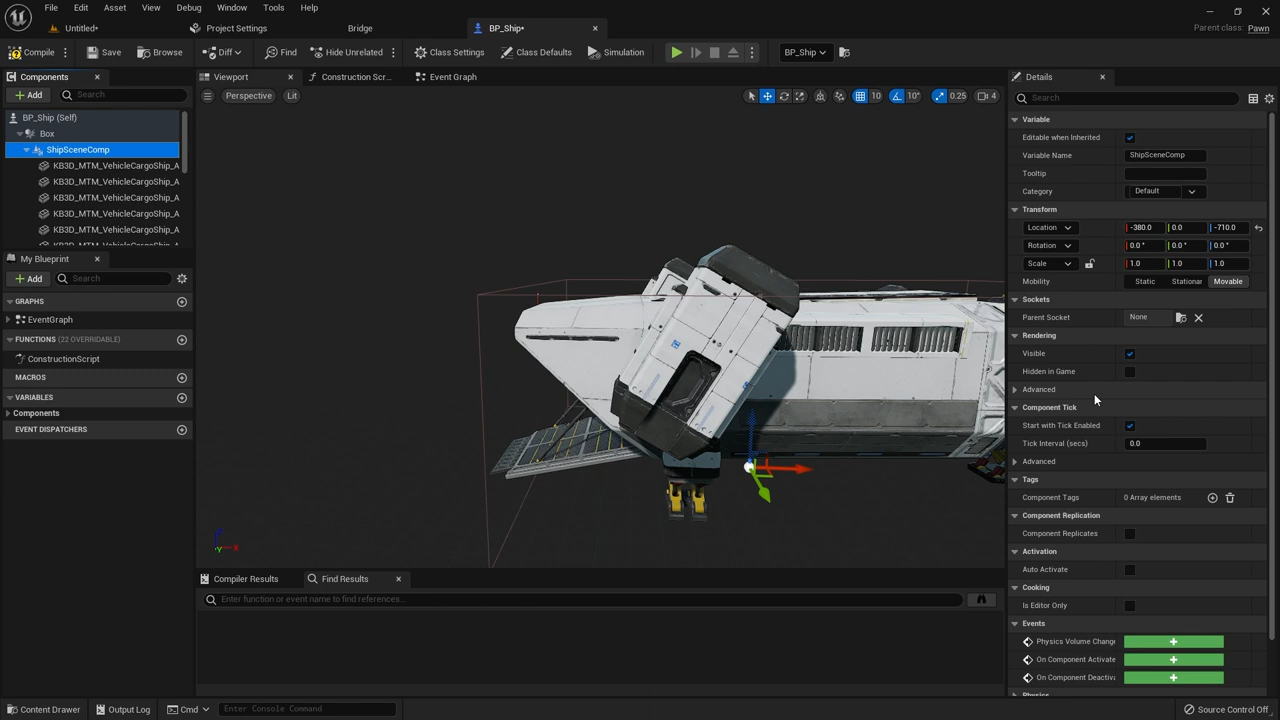 File Edit Asset View Debug Window Tools Help
Untitled* Project Settings Bridge BP_Ship*
Parent class: Pawn
Compile Save Browse Diff Find Hide Unrelated Class Settings Class Defaults Simulation BP_Ship
Components
Add Search
BP_Ship (Self)
Box
ShipSceneComp
KB3D_MTM_VehicleCargoShip_A
KB3D_MTM_VehicleCargoShip_A
KB3D_MTM_VehicleCargoShip_A
KB3D_MTM_VehicleCargoShip_A
KB3D_MTM_VehicleCargoShip_A
KB3D_MTM_VehicleCargoShip_A
My Blueprint
Add Search
GRAPHS
EventGraph
FUNCTIONS (22 OVERRIDABLE)
ConstructionScript
MACROS
VARIABLES
Components
EVENT DISPATCHERS
Viewport Construction Scr... Event Graph
Perspective Lit 10 10° 0.25 4
Z
X
Y
Compiler Results Find Results
Enter function or event name to find references...
Details
Search
Variable
Editable when Inherited
Variable Name ShipSceneComp
Tooltip
Category Default
Transform
Location -380.0 0.0 -710.0
Rotation 0.0 ° 0.0 ° 0.0 °
Scale 1.0 1.0 1.0
Mobility Static Stationar Movable
Sockets
Parent Socket None
Rendering
Visible
Hidden in Game
Advanced
Component Tick
Start with Tick Enabled
Tick Interval (secs) 0.0
Advanced
Tags
Component Tags 0 Array elements
Component Replication
Component Replicates
Activation
Auto Activate
Cooking
Is Editor Only
Events
Physics Volume Change
On Component Activate
On Component Deactiva
Physics
Content Drawer Output Log Cmd Enter Console Command Source Control Off